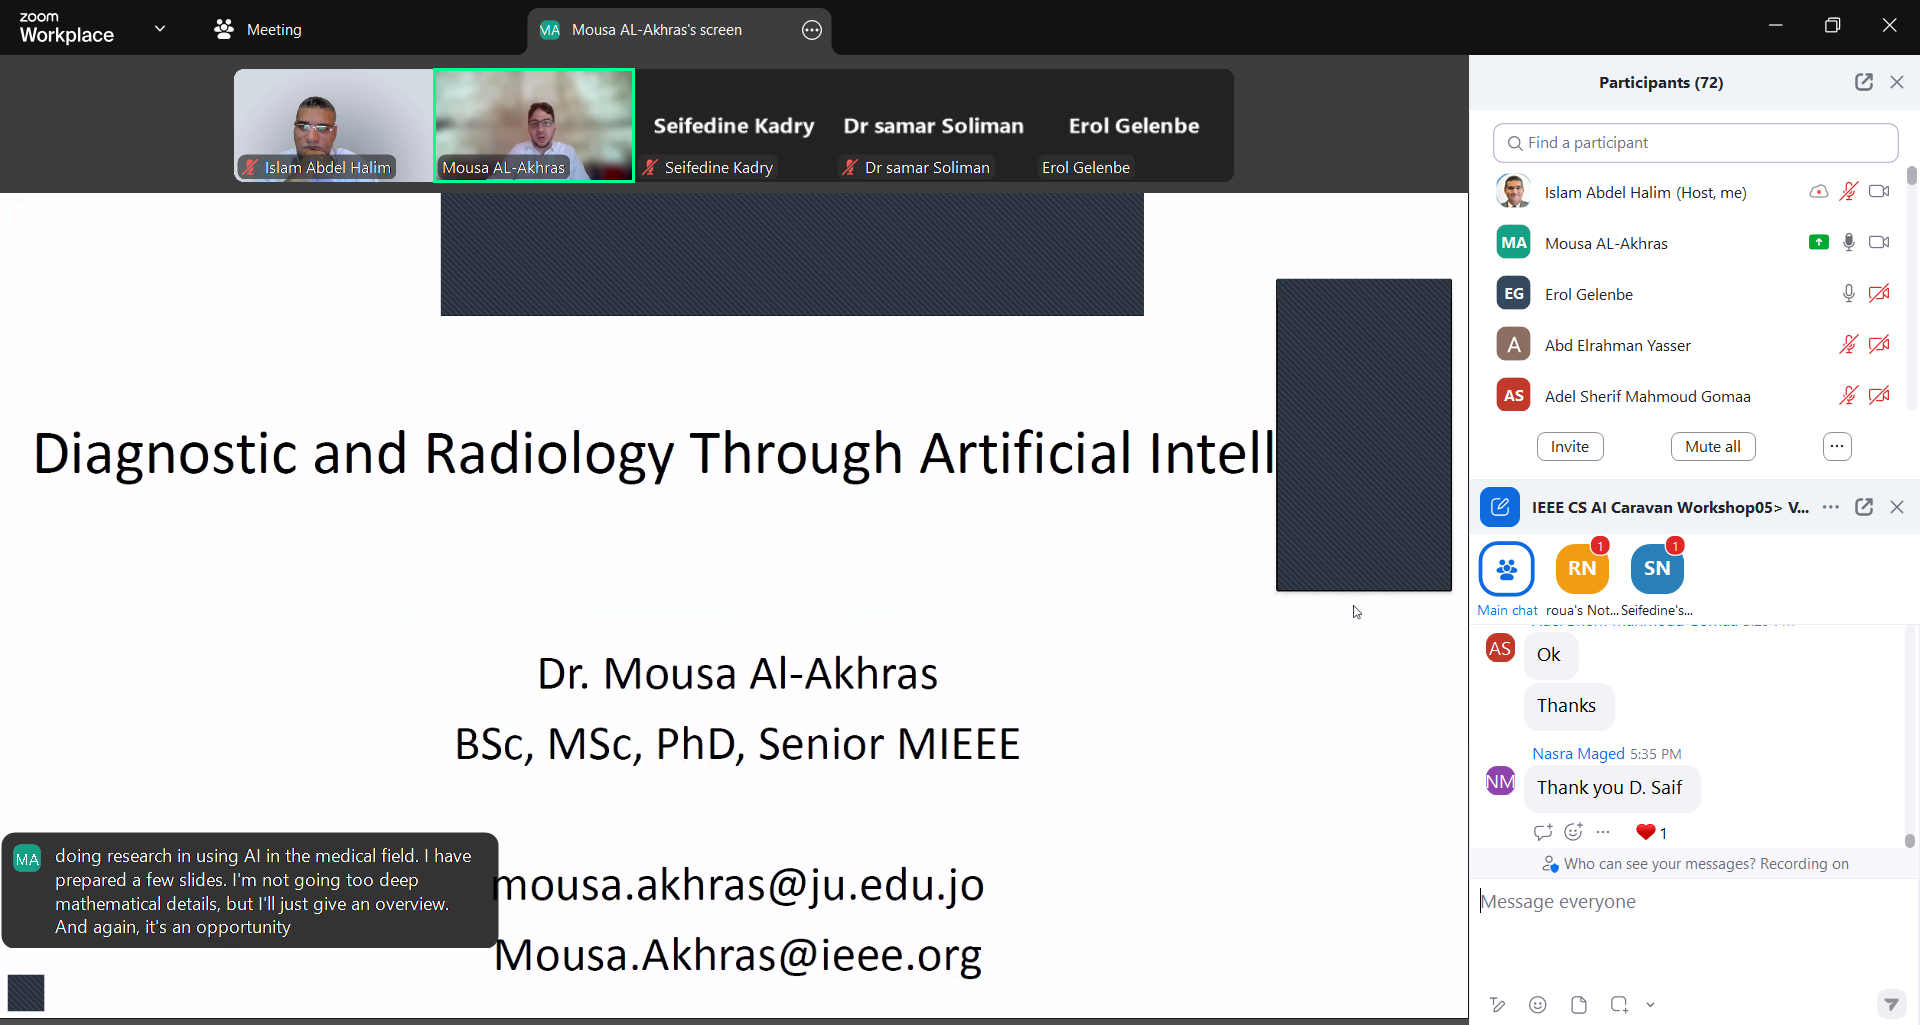 zoom
Workplace
Meeting
MA Mousa AL-Akhras's screen
Islam Abdel Halim
Mousa AL-Akhras
Seifedine Kadry
Seifedine Kadry
Dr samar Soliman
Dr samar Soliman
Erol Gelenbe
Erol Gelenbe
Diagnostic and Radiology Through Artificial Intell
Dr. Mousa Al-Akhras
BSc, MSc, PhD, Senior MIEEE
mousa.akhras@ju.edu.jo
Mousa.Akhras@ieee.org
MA
doing research in using AI in the medical field. I have
prepared a few slides. I'm not going too deep
mathematical details, but I'll just give an overview.
And again, it's an opportunity
Participants (72)
Find a participant
Islam Abdel Halim (Host, me)
MA Mousa AL-Akhras
EG Erol Gelenbe
A Abd Elrahman Yasser
AS Adel Sherif Mahmoud Gomaa
Invite
Mute all
IEEE CS AI Caravan Workshop05> V...
RN 1
SN 1
Main chat
roua's Not...
Seifedine's...
AS
Ok
Thanks
Nasra Maged 5:35 PM
NM
Thank you D. Saif
1
Who can see your messages? Recording on
Message everyone